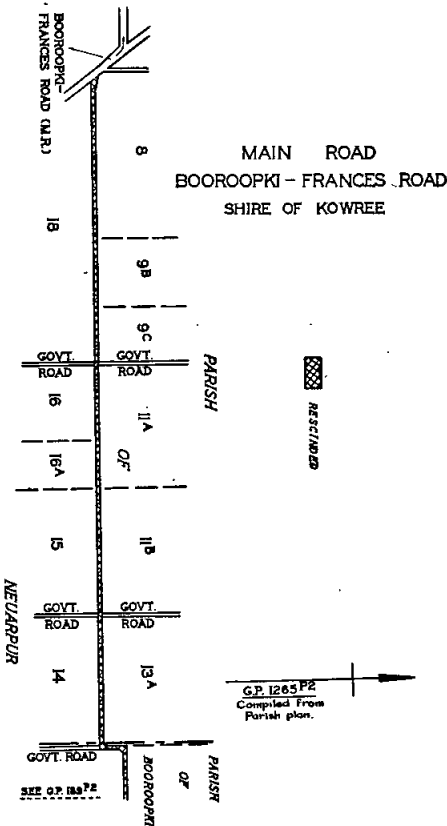 MAIN ROAD
BOOROOPKI-FRANCES ROAD
SHIRE OF KOWREE
BOOROOPKI-
FRANCES ROAD (M.R.)
8
18
9B
9C
GOVT.
ROAD
GOVT.
ROAD
PARISH
RESCINDED
16
11A
16A
OF
15
11B
NEUARPUR
GOVT.
ROAD
GOVT.
ROAD
14
13A
G.P. 1265 P2
Compiled from
Parish plan.
GOVT. ROAD
PARISH
OF
BOOROOPKI
SEE G.P.